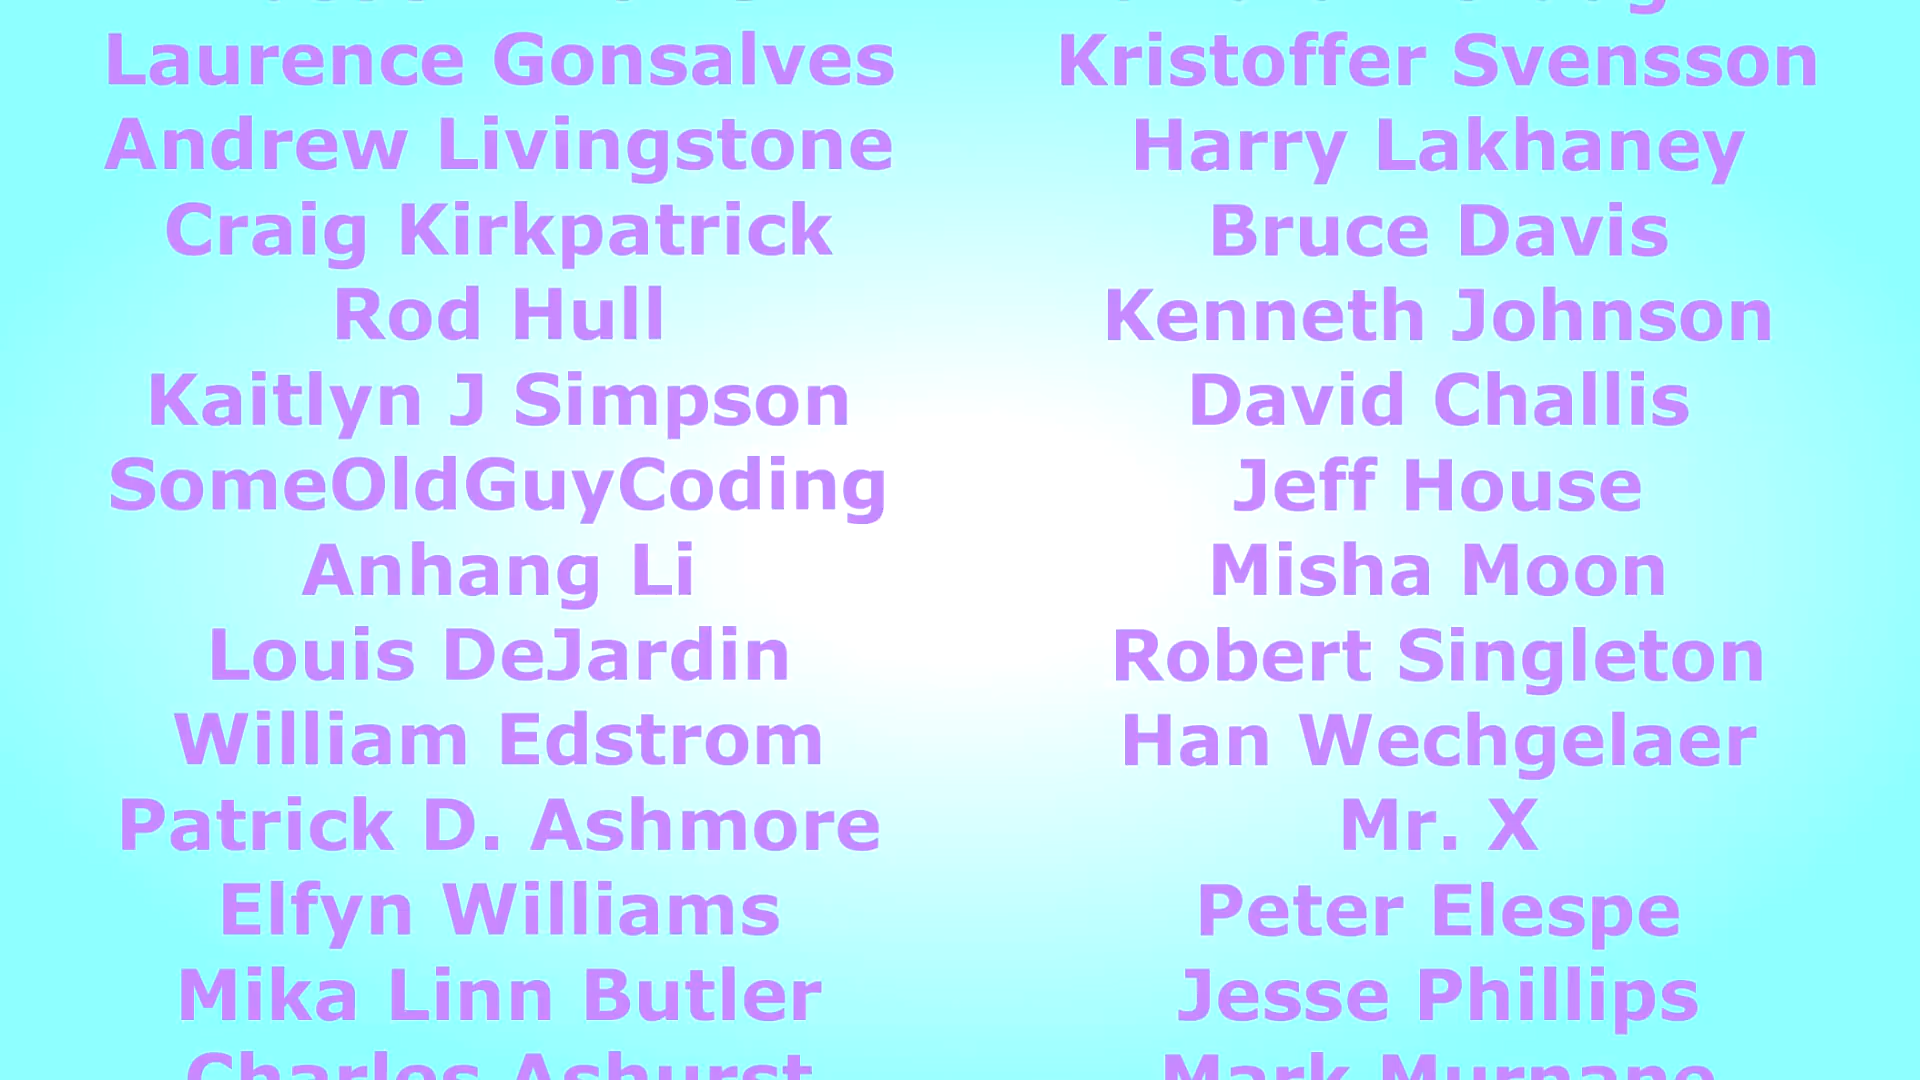 Laurence Gonsalves
Kristoffer Svensson
Andrew Livingstone
Harry Lakhaney
Craig Kirkpatrick
Bruce Davis
Rod Hull
Kenneth Johnson
Kaitlyn J Simpson
David Challis
SomeOldGuyCoding
Jeff House
Anhang Li
Misha Moon
Louis DeJardin
Robert Singleton
William Edstrom
Han Wechgelaer
Patrick D. Ashmore
Mr. X
Elfyn Williams
Peter Elespe
Mika Linn Butler
Jesse Phillips
Charles Ashurst
Mark Murnane